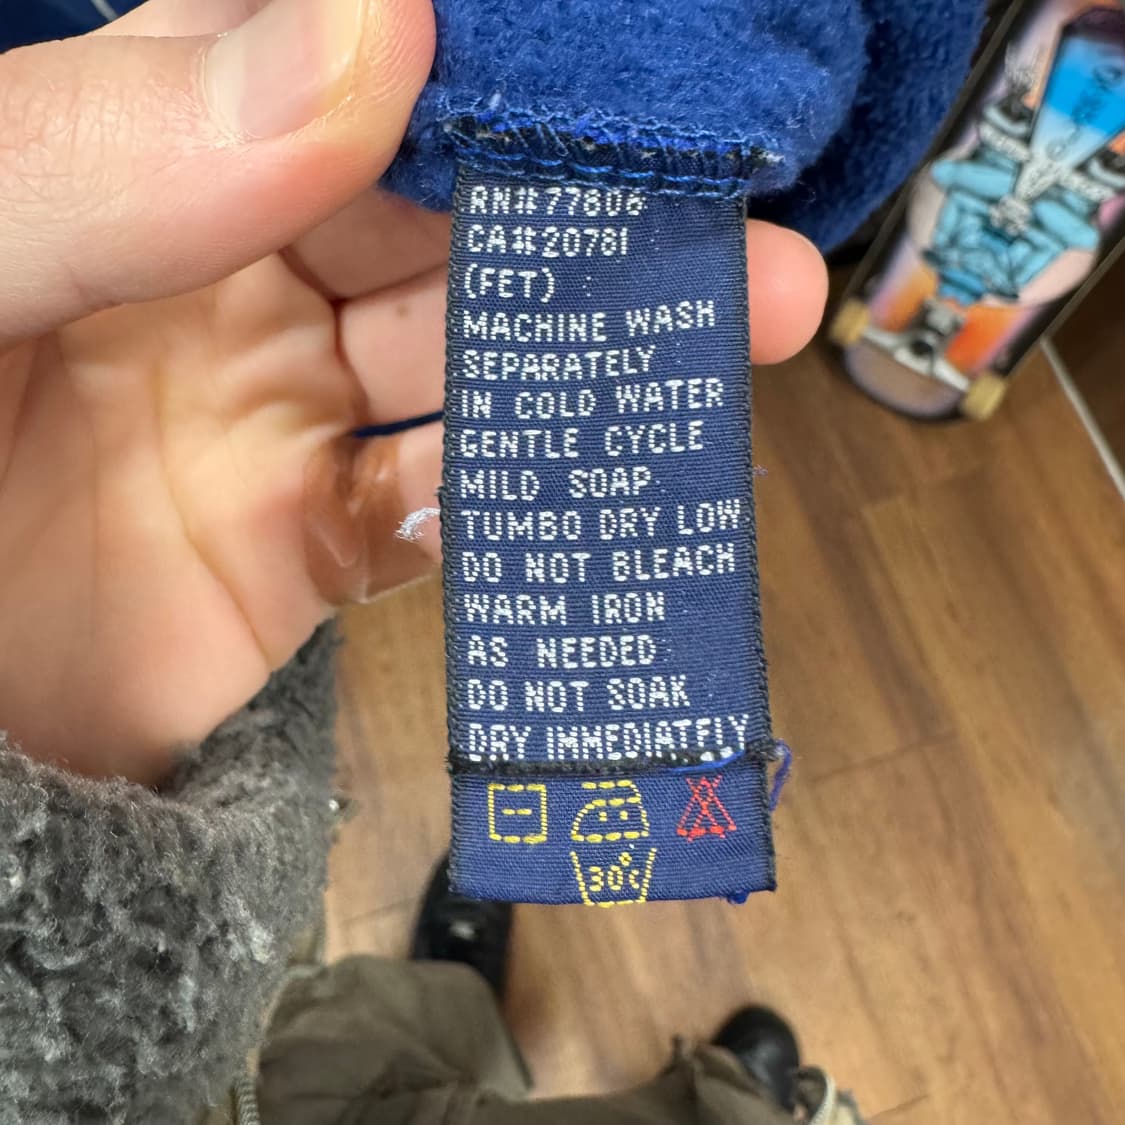 RN#77806
CA#20781
(FET)
MACHINE WASH
SEPARATELY
IN COLD WATER
GENTLE CYCLE
MILD SOAP
TUMBO DRY LOW
DO NOT BLEACH
WARM IRON
AS NEEDED
DO NOT SOAK
DRY IMMEDIATELY
30°C